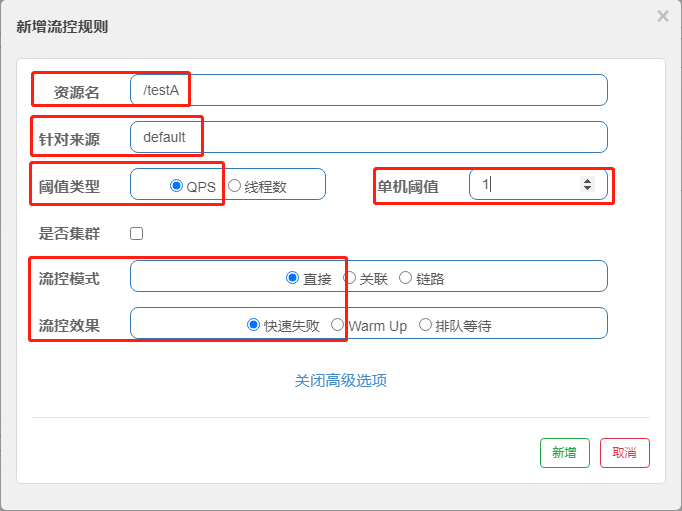 新增流控规则 ×
资源名 /testA
针对来源 default
阈值类型 QPS 线程数 单机阈值 1
是否集群
流控模式 直接 关联 链路
流控效果 快速失败 Warm Up 排队等待
关闭高级选项
新增 取消